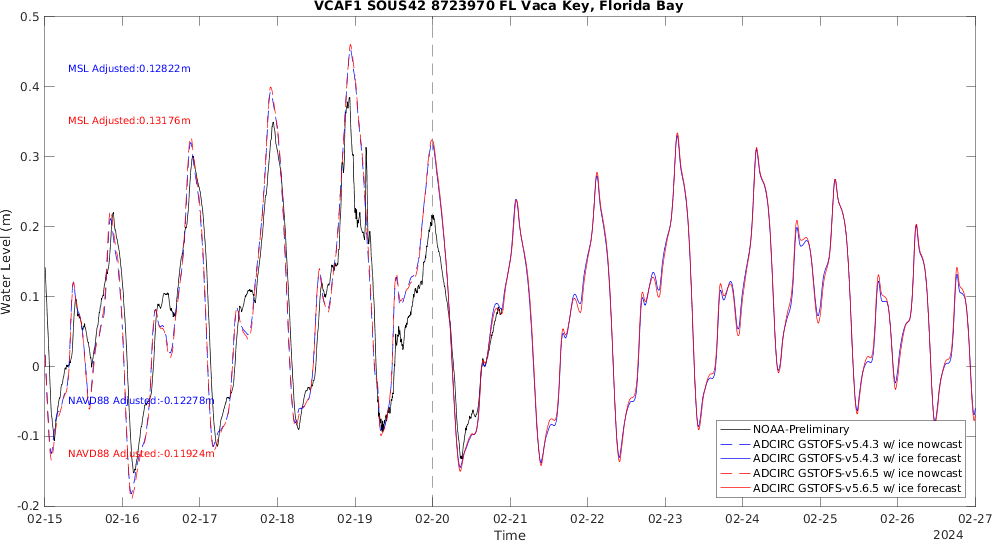 VCAF1 SOUS42 8723970 FL Vaca Key, Florida Bay
0.5
0.4
0.3
0.2
0.1
0
-0.1
-0.2
Water Level (m)
MSL Adjusted:0.12822m
MSL Adjusted:0.13176m
NAVD88 Adjusted:-0.12278m
NAVD88 Adjusted:-0.11924m
NOAA-Preliminary
ADCIRC GSTOFS-v5.4.3 w/ ice nowcast
ADCIRC GSTOFS-v5.4.3 w/ ice forecast
ADCIRC GSTOFS-v5.6.5 w/ ice nowcast
ADCIRC GSTOFS-v5.6.5 w/ ice forecast
02-15 02-16 02-17 02-18 02-19 02-20 02-21 02-22 02-23 02-24 02-25 02-26 02-27
Time
2024